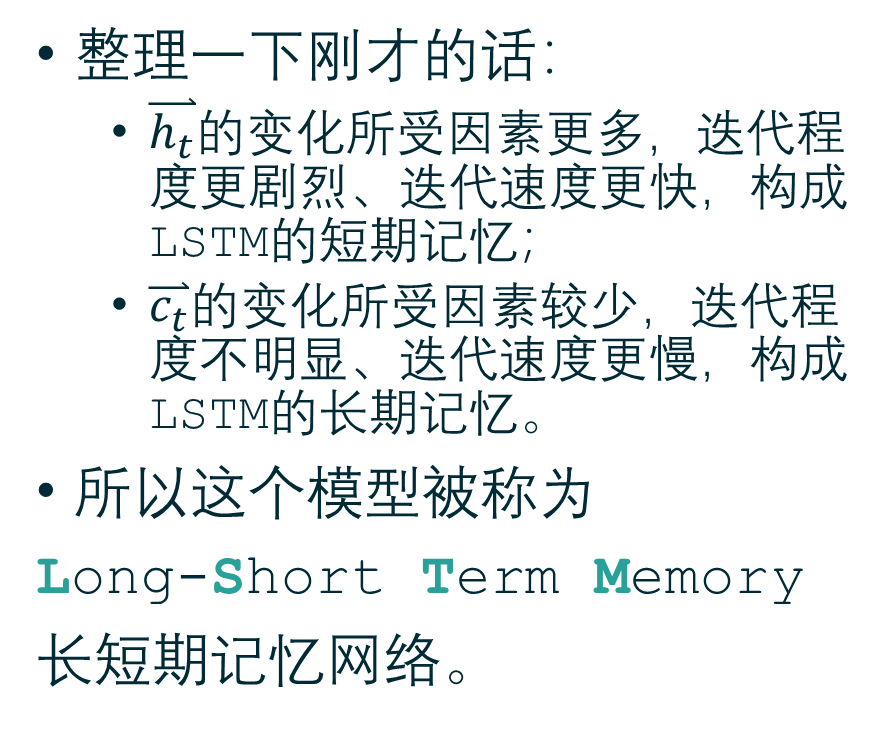 • 整理一下刚才的话：
• $\overrightarrow{h_t}$的变化所受因素更多，迭代程
度更剧烈、迭代速度更快，构成
LSTM的短期记忆；
• $\overrightarrow{c_t}$的变化所受因素较少，迭代程
度不明显、迭代速度更慢，构成
LSTM的长期记忆。
• 所以这个模型被称为
Long-Short Term Memory
长短期记忆网络。